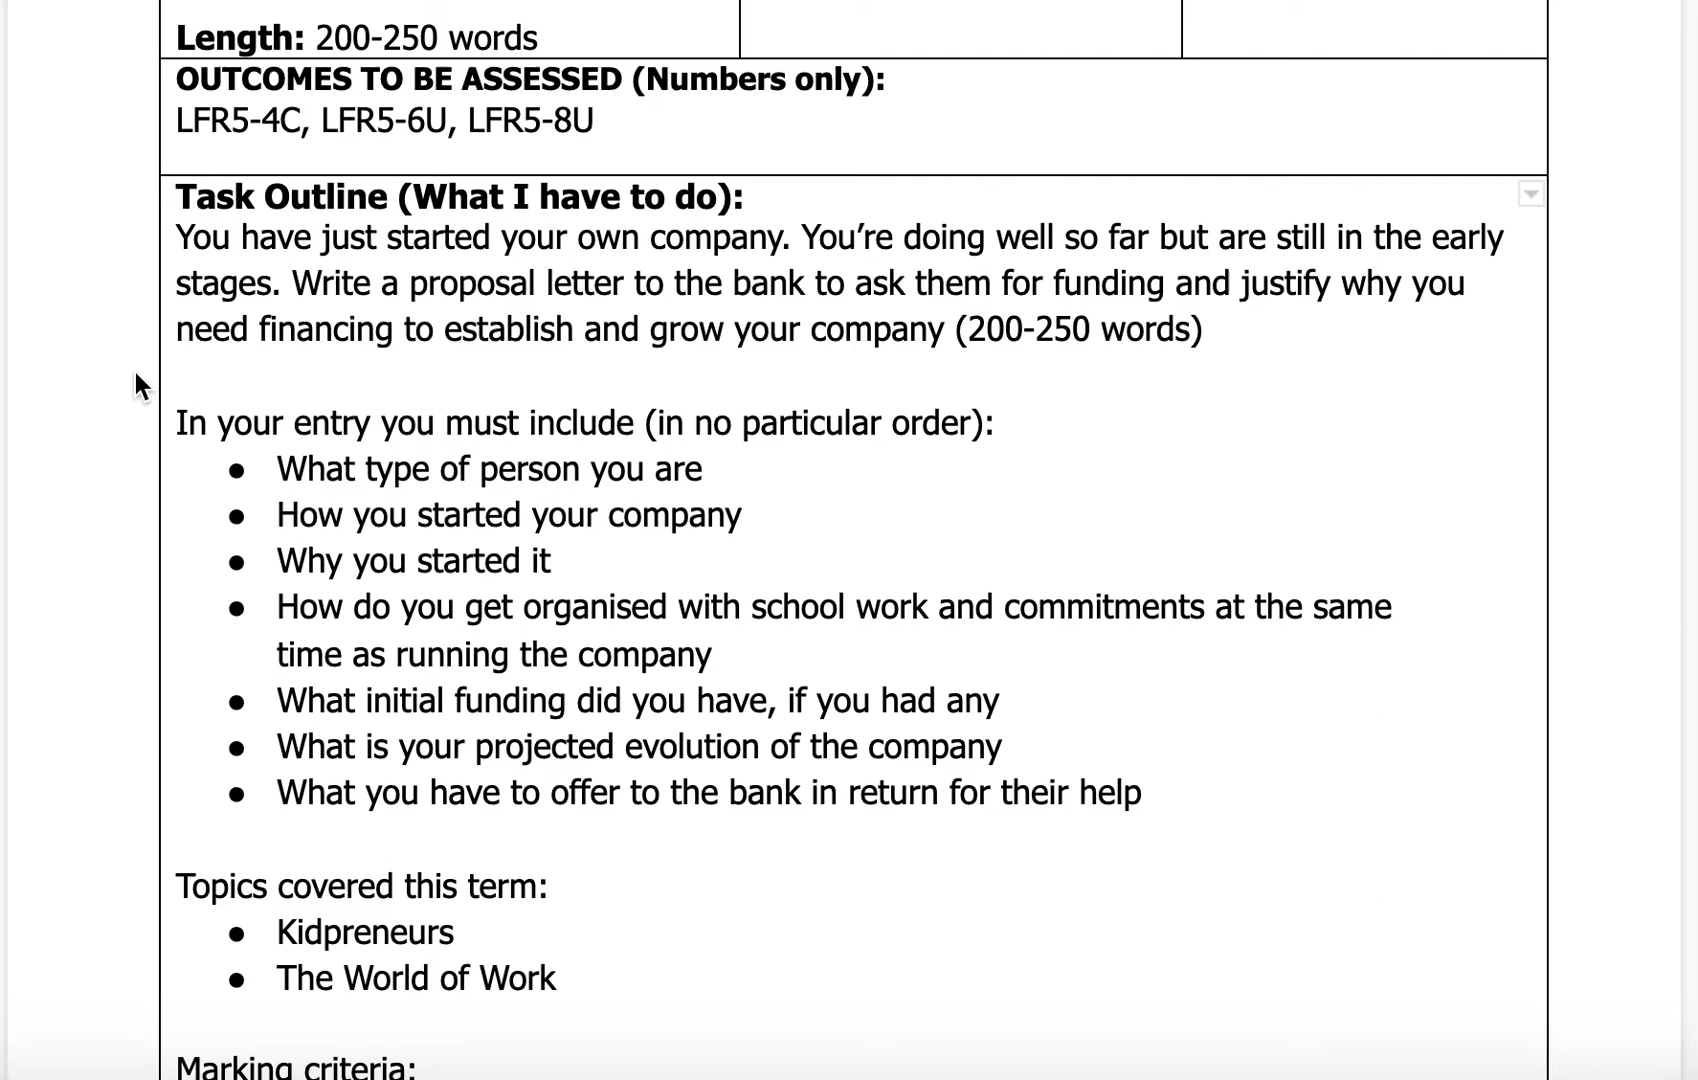 Length: 200-250 words
OUTCOMES TO BE ASSESSED (Numbers only):
LFR5-4C, LFR5-6U, LFR5-8U
Task Outline (What I have to do):
You have just started your own company. You’re doing well so far but are still in the early
stages. Write a proposal letter to the bank to ask them for funding and justify why you
need financing to establish and grow your company (200-250 words)
In your entry you must include (in no particular order):
● What type of person you are
● How you started your company
● Why you started it
● How do you get organised with school work and commitments at the same
time as running the company
● What initial funding did you have, if you had any
● What is your projected evolution of the company
● What you have to offer to the bank in return for their help
Topics covered this term:
● Kidpreneurs
● The World of Work
Marking criteria: